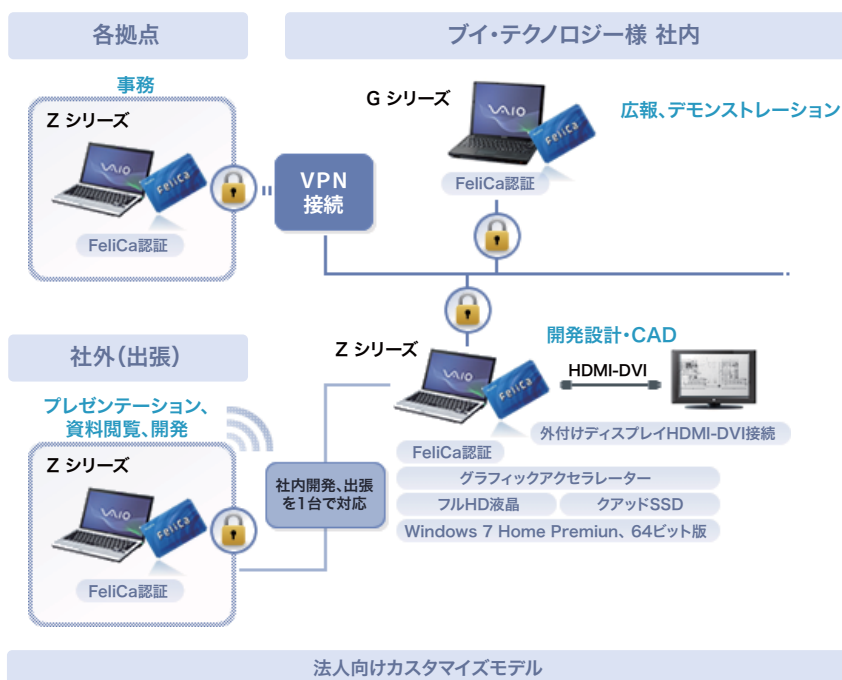 各拠点
ブイ・テクノロジー様 社内
事務
Z シリーズ
VAIO
FeliCa
FeliCa認証
VPN
接続
G シリーズ
VAIO
FeliCa
FeliCa認証
広報、デモンストレーション
社外（出張）
プレゼンテーション、
資料閲覧、開発
Z シリーズ
VAIO
FeliCa
FeliCa認証
社内開発、出張
を1台で対応
Z シリーズ
開発設計・CAD
VAIO
FeliCa
HDMI-DVI
外付けディスプレイHDMI-DVI接続
FeliCa認証
グラフィックアクセラレーター
フルHD液晶
クアッドSSD
Windows 7 Home Premiun、64ビット版
法人向けカスタマイズモデル